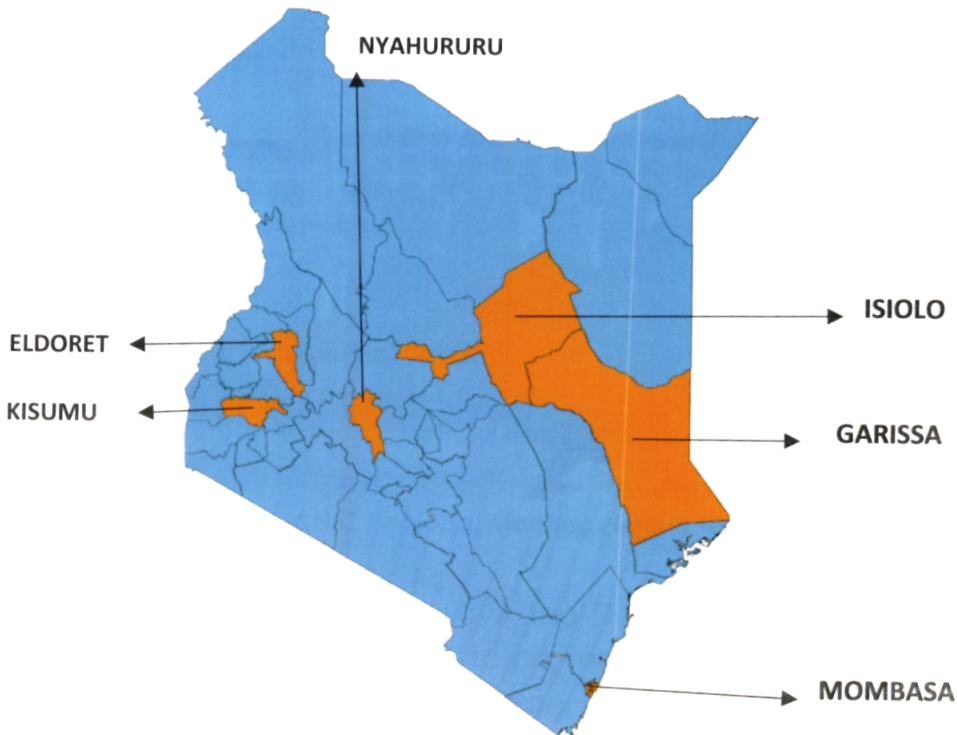 NYAHURURU
ISIOLO
ELDORET
KISUMU
GARISSA
MOMBASA